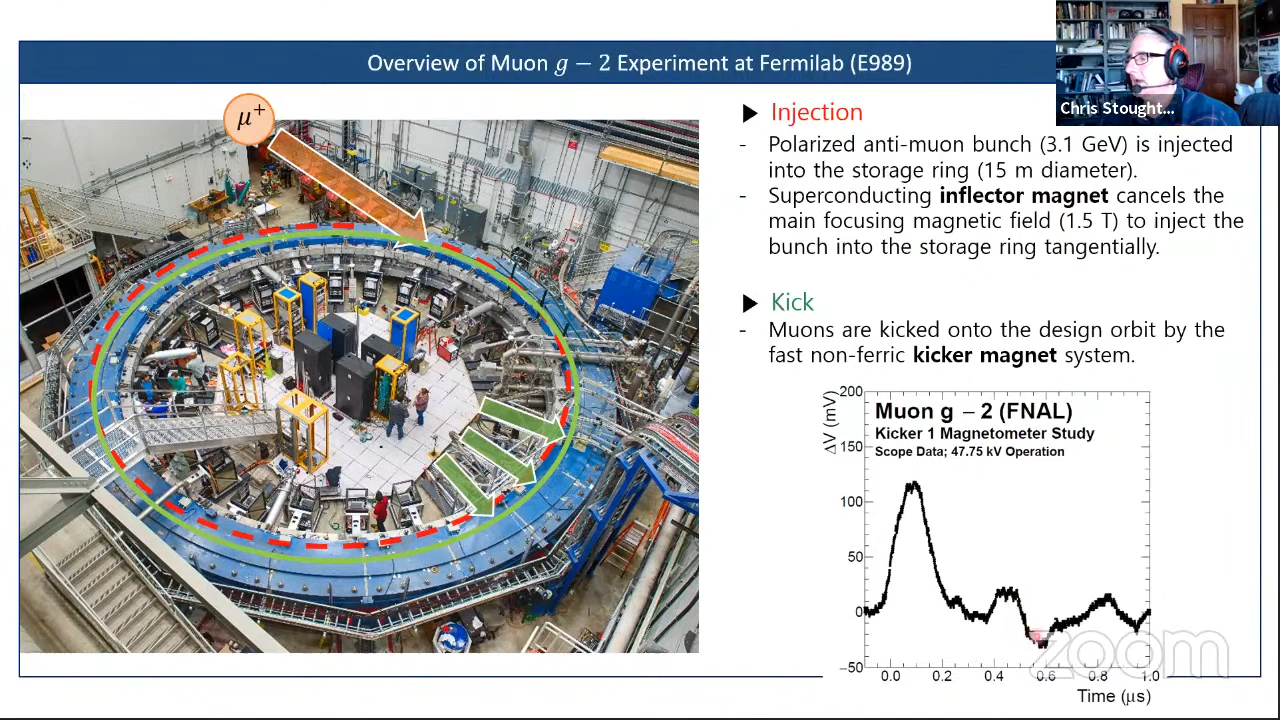 Overview of Muon g − 2 Experiment at Fermilab (E989)
Chris Stought...
μ⁺
▶ Injection
- Polarized anti-muon bunch (3.1 GeV) is injected
into the storage ring (15 m diameter).
- Superconducting inflector magnet cancels the
main focusing magnetic field (1.5 T) to inject the
bunch into the storage ring tangentially.
▶ Kick
- Muons are kicked onto the design orbit by the
fast non-ferric kicker magnet system.
Muon g − 2 (FNAL)
Kicker 1 Magnetometer Study
Scope Data; 47.75 kV Operation
ΔV (mV)
200
150
100
50
0
−50
0.0 0.2 0.4 0.6 0.8 1.0
Time (μs)
zoom